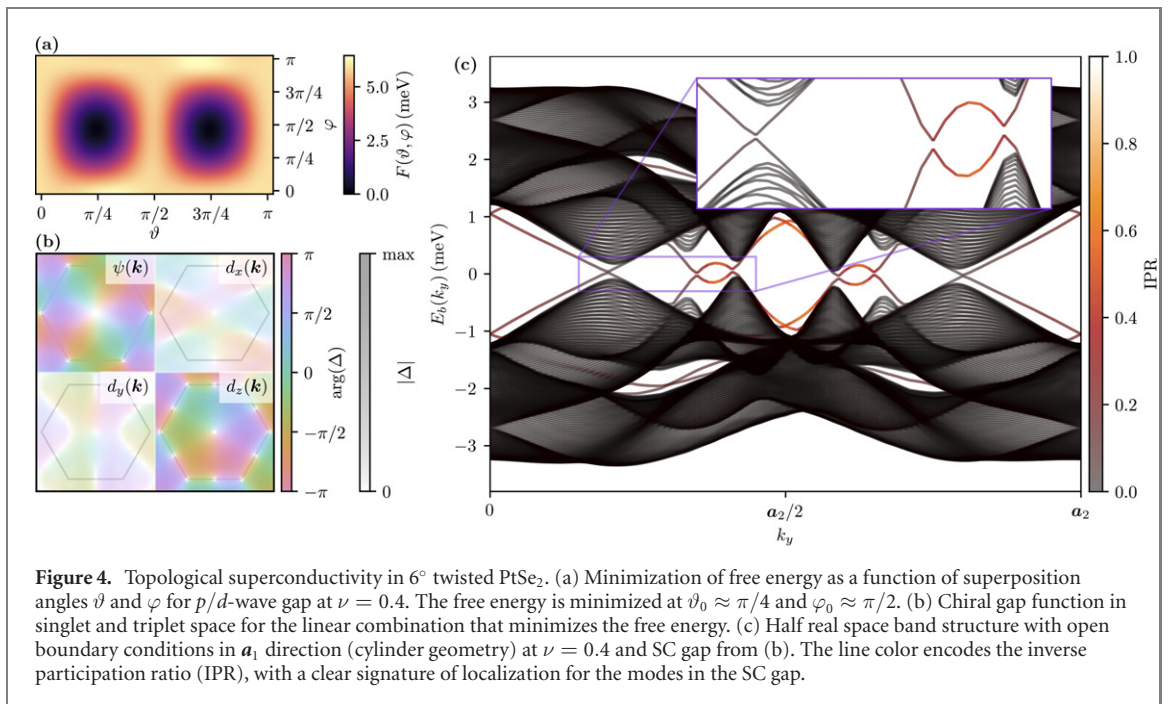 (a)
π
3π/4
π/2
π/4
0
φ
0
π/4
π/2
3π/4
π
ϑ
5.0
2.5
0.0
F(ϑ, φ) (meV)
(b)
ψ(k)
d_x(k)
d_y(k)
d_z(k)
π
π/2
0
−π/2
−π
arg(Δ)
max
0
|Δ|
(c)
3
2
1
0
−1
−2
−3
E_b(k_y) (meV)
0
a_2/2
a_2
k_y
1.0
0.8
0.6
0.4
0.2
0.0
IPR
Figure 4. Topological superconductivity in 6° twisted PtSe₂. (a) Minimization of free energy as a function of superposition
angles ϑ and φ for p/d-wave gap at ν = 0.4. The free energy is minimized at ϑ₀ ≈ π/4 and φ₀ ≈ π/2. (b) Chiral gap function in
singlet and triplet space for the linear combination that minimizes the free energy. (c) Half real space band structure with open
boundary conditions in a₁ direction (cylinder geometry) at ν = 0.4 and SC gap from (b). The line color encodes the inverse
participation ratio (IPR), with a clear signature of localization for the modes in the SC gap.